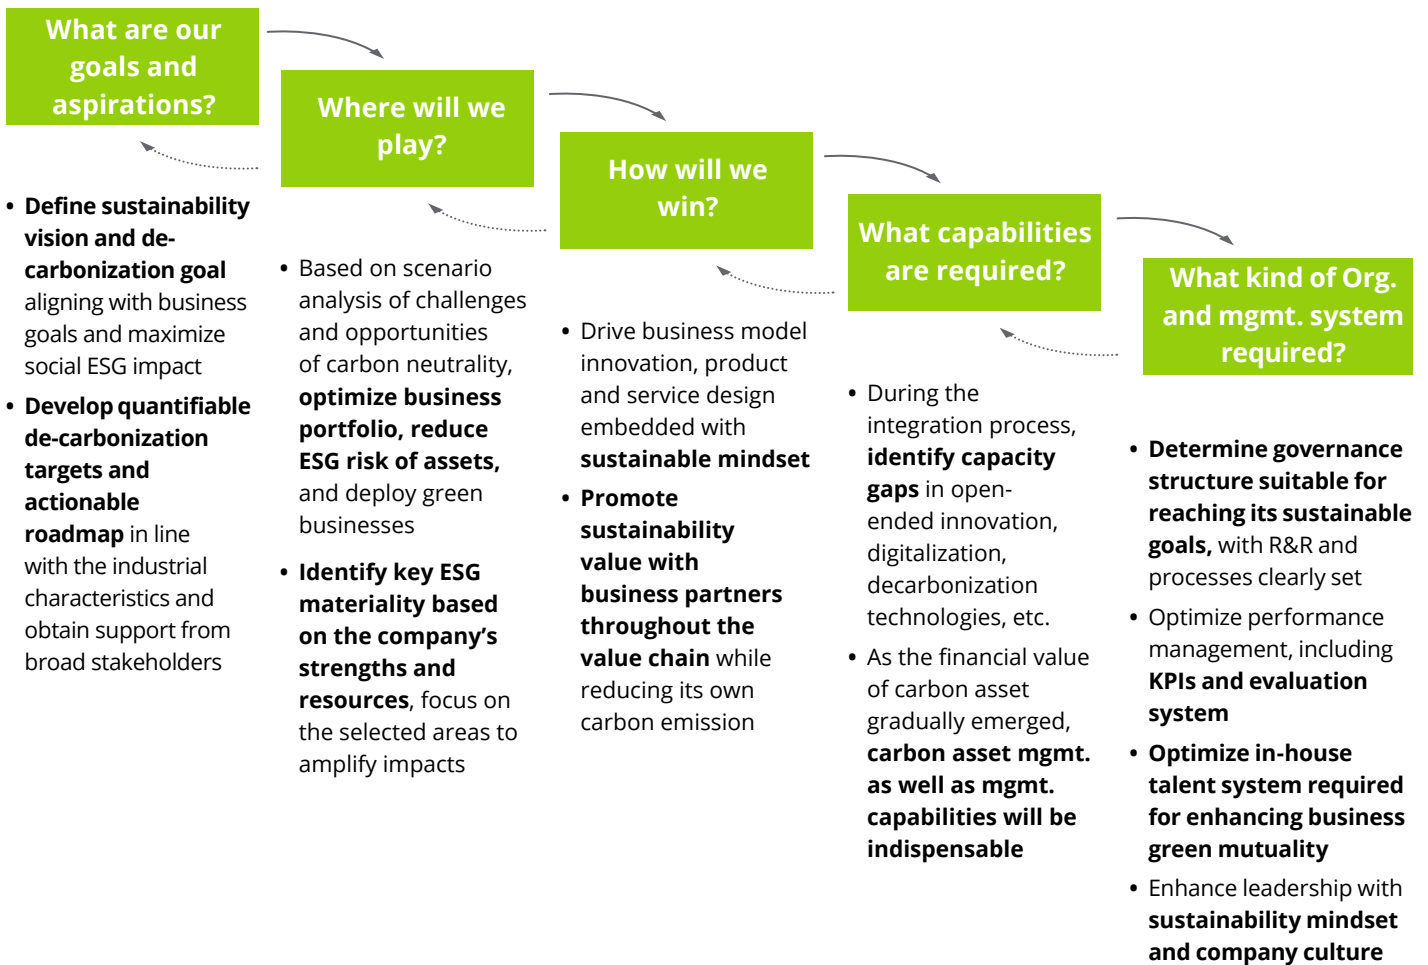 What are our
goals and
aspirations?
• Define sustainability
vision and de-
carbonization goal
aligning with business
goals and maximize
social ESG impact
• Develop quantifiable
de-carbonization
targets and
actionable
roadmap in line
with the industrial
characteristics and
obtain support from
broad stakeholders
Where will we
play?
• Based on scenario
analysis of challenges
and opportunities
of carbon neutrality,
optimize business
portfolio, reduce
ESG risk of assets,
and deploy green
businesses
• Identify key ESG
materiality based
on the company’s
strengths and
resources, focus on
the selected areas to
amplify impacts
How will we
win?
• Drive business model
innovation, product
and service design
embedded with
sustainable mindset
• Promote
sustainability
value with
business partners
throughout the
value chain while
reducing its own
carbon emission
What capabilities
are required?
• During the
integration process,
identify capacity
gaps in open-
ended innovation,
digitalization,
decarbonization
technologies, etc.
• As the financial value
of carbon asset
gradually emerged,
carbon asset mgmt.
as well as mgmt.
capabilities will be
indispensable
What kind of Org.
and mgmt. system
required?
• Determine governance
structure suitable for
reaching its sustainable
goals, with R&R and
processes clearly set
• Optimize performance
management, including
KPIs and evaluation
system
• Optimize in-house
talent system required
for enhancing business
green mutuality
• Enhance leadership with
sustainability mindset
and company culture